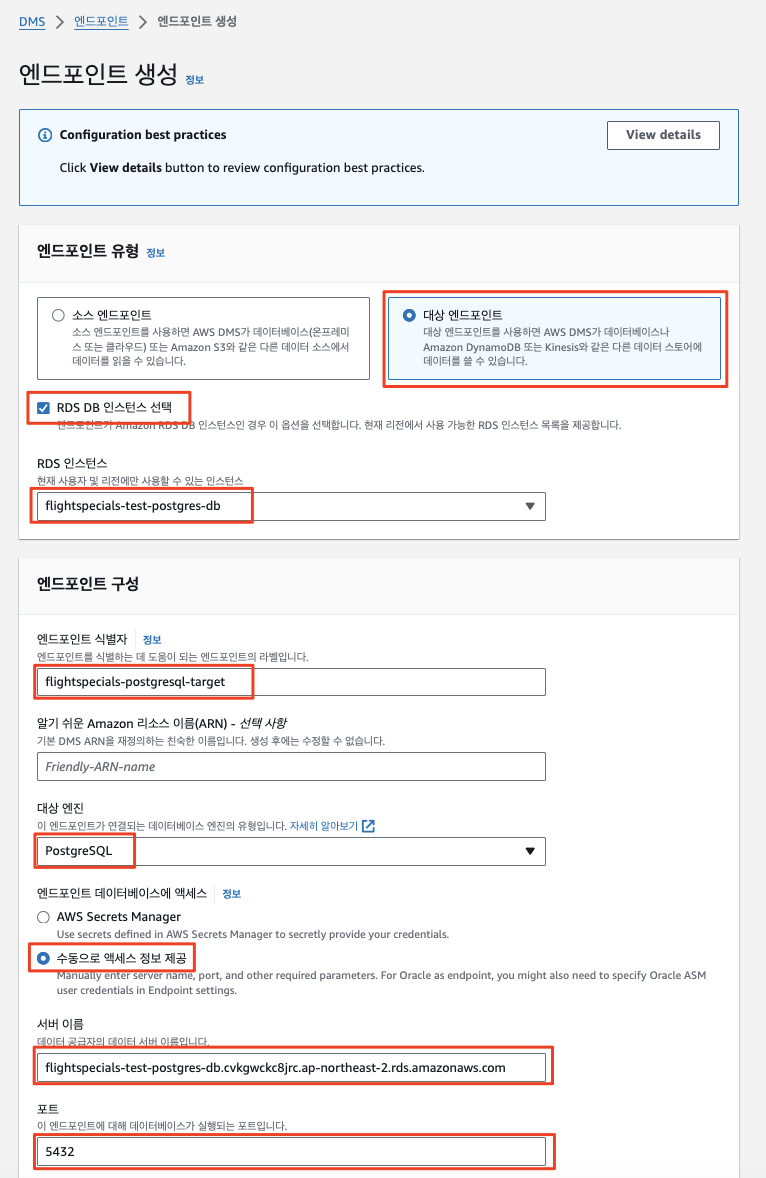 DMS > 엔드포인트 > 엔드포인트 생성
엔드포인트 생성 정보
Configuration best practices
View details
Click View details button to review configuration best practices.
엔드포인트 유형 정보
소스 엔드포인트
소스 엔드포인트를 사용하면 AWS DMS가 데이터베이스(온프레미
스 또는 클라우드) 또는 Amazon S3와 같은 다른 데이터 소스에서
데이터를 읽을 수 있습니다.
대상 엔드포인트
대상 엔드포인트를 사용하면 AWS DMS가 데이터베이스나
Amazon DynamoDB 또는 Kinesis와 같은 다른 데이터 스토어에
데이터를 쓸 수 있습니다.
RDS DB 인스턴스 선택
엔드포인트가 Amazon RDS DB 인스턴스인 경우 이 옵션을 선택합니다. 현재 리전에서 사용 가능한 RDS 인스턴스 목록을 제공합니다.
RDS 인스턴스
현재 사용자 및 리전에만 사용할 수 있는 인스턴스
flightspecials-test-postgres-db
엔드포인트 구성
엔드포인트 식별자 정보
엔드포인트를 식별하는 데 도움이 되는 엔드포인트의 라벨입니다.
flightspecials-postgresql-target
알기 쉬운 Amazon 리소스 이름(ARN) - 선택 사항
기본 DMS ARN을 재정의하는 친숙한 이름입니다. 생성 후에는 수정할 수 없습니다.
Friendly-ARN-name
대상 엔진
이 엔드포인트가 연결되는 데이터베이스 엔진의 유형입니다. 자세히 알아보기
PostgreSQL
엔드포인트 데이터베이스에 액세스 정보
AWS Secrets Manager
Use secrets defined in AWS Secrets Manager to secretly provide your credentials.
수동으로 액세스 정보 제공
Manually enter server name, port, and other required parameters. For Oracle as endpoint, you might also need to specify Oracle ASM
user credentials in Endpoint settings.
서버 이름
데이터 공급자의 데이터 서버 이름입니다.
flightspecials-test-postgres-db.cvkgwckc8jrc.ap-northeast-2.rds.amazonaws.com
포트
이 엔드포인트에 대해 데이터베이스가 실행되는 포트입니다.
5432